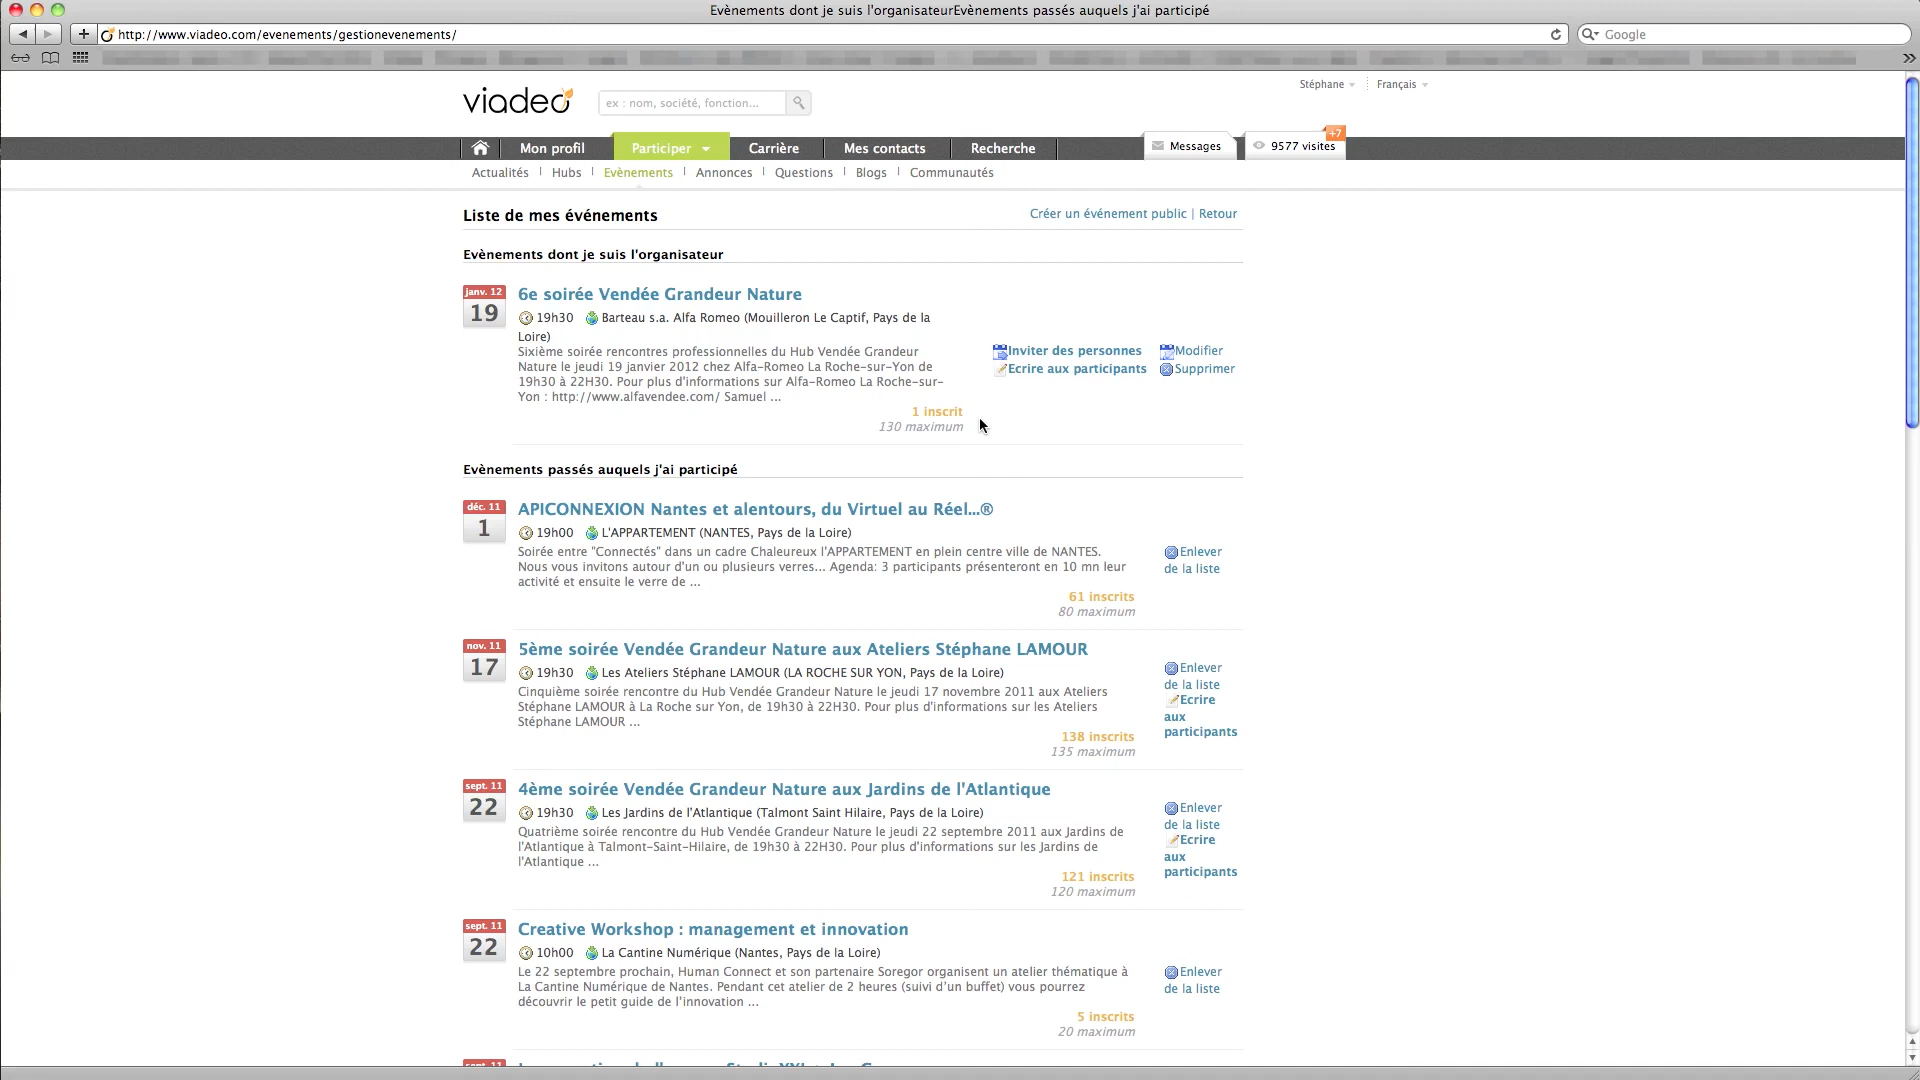 Evènements dont je suis l'organisateurEvènements passés auquels j'ai participé
http://www.viadeo.com/evenements/gestionevenements/
Google
Stéphane
Français
viadeo
ex : nom, société, fonction...
+7
Mon profil
Participer
Carrière
Mes contacts
Recherche
Messages
9577 visites
Actualités
Hubs
Evènements
Annonces
Questions
Blogs
Communautés
Liste de mes événements
Créer un événement public | Retour
Evènements dont je suis l'organisateur
janv. 12
19
6e soirée Vendée Grandeur Nature
19h30 Barteau s.a. Alfa Romeo (Mouilleron Le Captif, Pays de la
Loire)
Sixième soirée rencontres professionnelles du Hub Vendée Grandeur
Nature le jeudi 19 janvier 2012 chez Alfa-Romeo La Roche-sur-Yon de
19h30 à 22H30. Pour plus d'informations sur Alfa-Romeo La Roche-sur-
Yon : http://www.alfavendee.com/ Samuel ...
Inviter des personnes
Modifier
Ecrire aux participants
Supprimer
1 inscrit
130 maximum
Evènements passés auquels j'ai participé
déc. 11
1
APICONNEXION Nantes et alentours, du Virtuel au Réel...®
19h00 L'APPARTEMENT (NANTES, Pays de la Loire)
Soirée entre "Connectés" dans un cadre Chaleureux l'APPARTEMENT en plein centre ville de NANTES.
Nous vous invitons autour d'un ou plusieurs verres... Agenda: 3 participants présenteront en 10 mn leur
activité et ensuite le verre de ...
Enlever
de la liste
61 inscrits
80 maximum
nov. 11
17
5ème soirée Vendée Grandeur Nature aux Ateliers Stéphane LAMOUR
19h30 Les Ateliers Stéphane LAMOUR (LA ROCHE SUR YON, Pays de la Loire)
Cinquième soirée rencontre du Hub Vendée Grandeur Nature le jeudi 17 novembre 2011 aux Ateliers
Stéphane LAMOUR à La Roche sur Yon, de 19h30 à 22H30. Pour plus d'informations sur les Ateliers
Stéphane LAMOUR ...
Enlever
de la liste
Ecrire
aux
participants
138 inscrits
135 maximum
sept. 11
22
4ème soirée Vendée Grandeur Nature aux Jardins de l'Atlantique
19h30 Les Jardins de l'Atlantique (Talmont Saint Hilaire, Pays de la Loire)
Quatrième soirée rencontre du Hub Vendée Grandeur Nature le jeudi 22 septembre 2011 aux Jardins de
l'Atlantique à Talmont-Saint-Hilaire, de 19h30 à 22H30. Pour plus d'informations sur les Jardins de
l'Atlantique ...
Enlever
de la liste
Ecrire
aux
participants
121 inscrits
120 maximum
sept. 11
22
Creative Workshop : management et innovation
10h00 La Cantine Numérique (Nantes, Pays de la Loire)
Le 22 septembre prochain, Human Connect et son partenaire Soregor organisent un atelier thématique à
La Cantine Numérique de Nantes. Pendant cet atelier de 2 heures (suivi d'un buffet) vous pourrez
découvrir le petit guide de l'innovation ...
Enlever
de la liste
5 inscrits
20 maximum